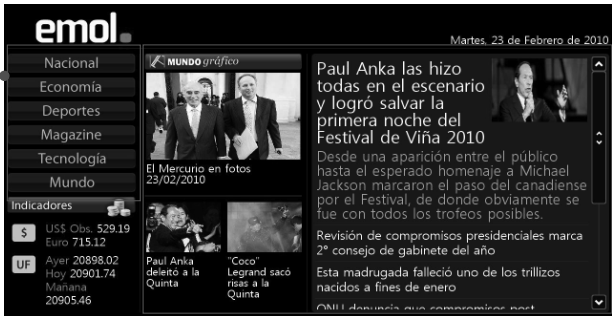 emol.
Martes, 23 de Febrero de 2010
Nacional
Economía
Deportes
Magazine
Tecnología
Mundo
Indicadores
$
US$ Obs. 529.19
Euro 715.12
UF
Ayer 20898.02
Hoy 20901.74
Mañana
20905.46
MUNDO gráfico
El Mercurio en fotos
23/02/2010
Paul Anka
deleitó a la
Quinta
"Coco"
Legrand sacó
risas a la
Quinta
Paul Anka las hizo
todas en el escenario
y logró salvar la
primera noche del
Festival de Viña 2010
Desde una aparición entre el público
hasta el esperado homenaje a Michael
Jackson marcaron el paso del canadiense
por el Festival, de donde obviamente se
fue con todos los trofeos posibles.
Revisión de compromisos presidenciales marca
2° consejo de gabinete del año
Esta madrugada falleció uno de los trillizos
nacidos a fines de enero
ONU denuncia que compromisos post